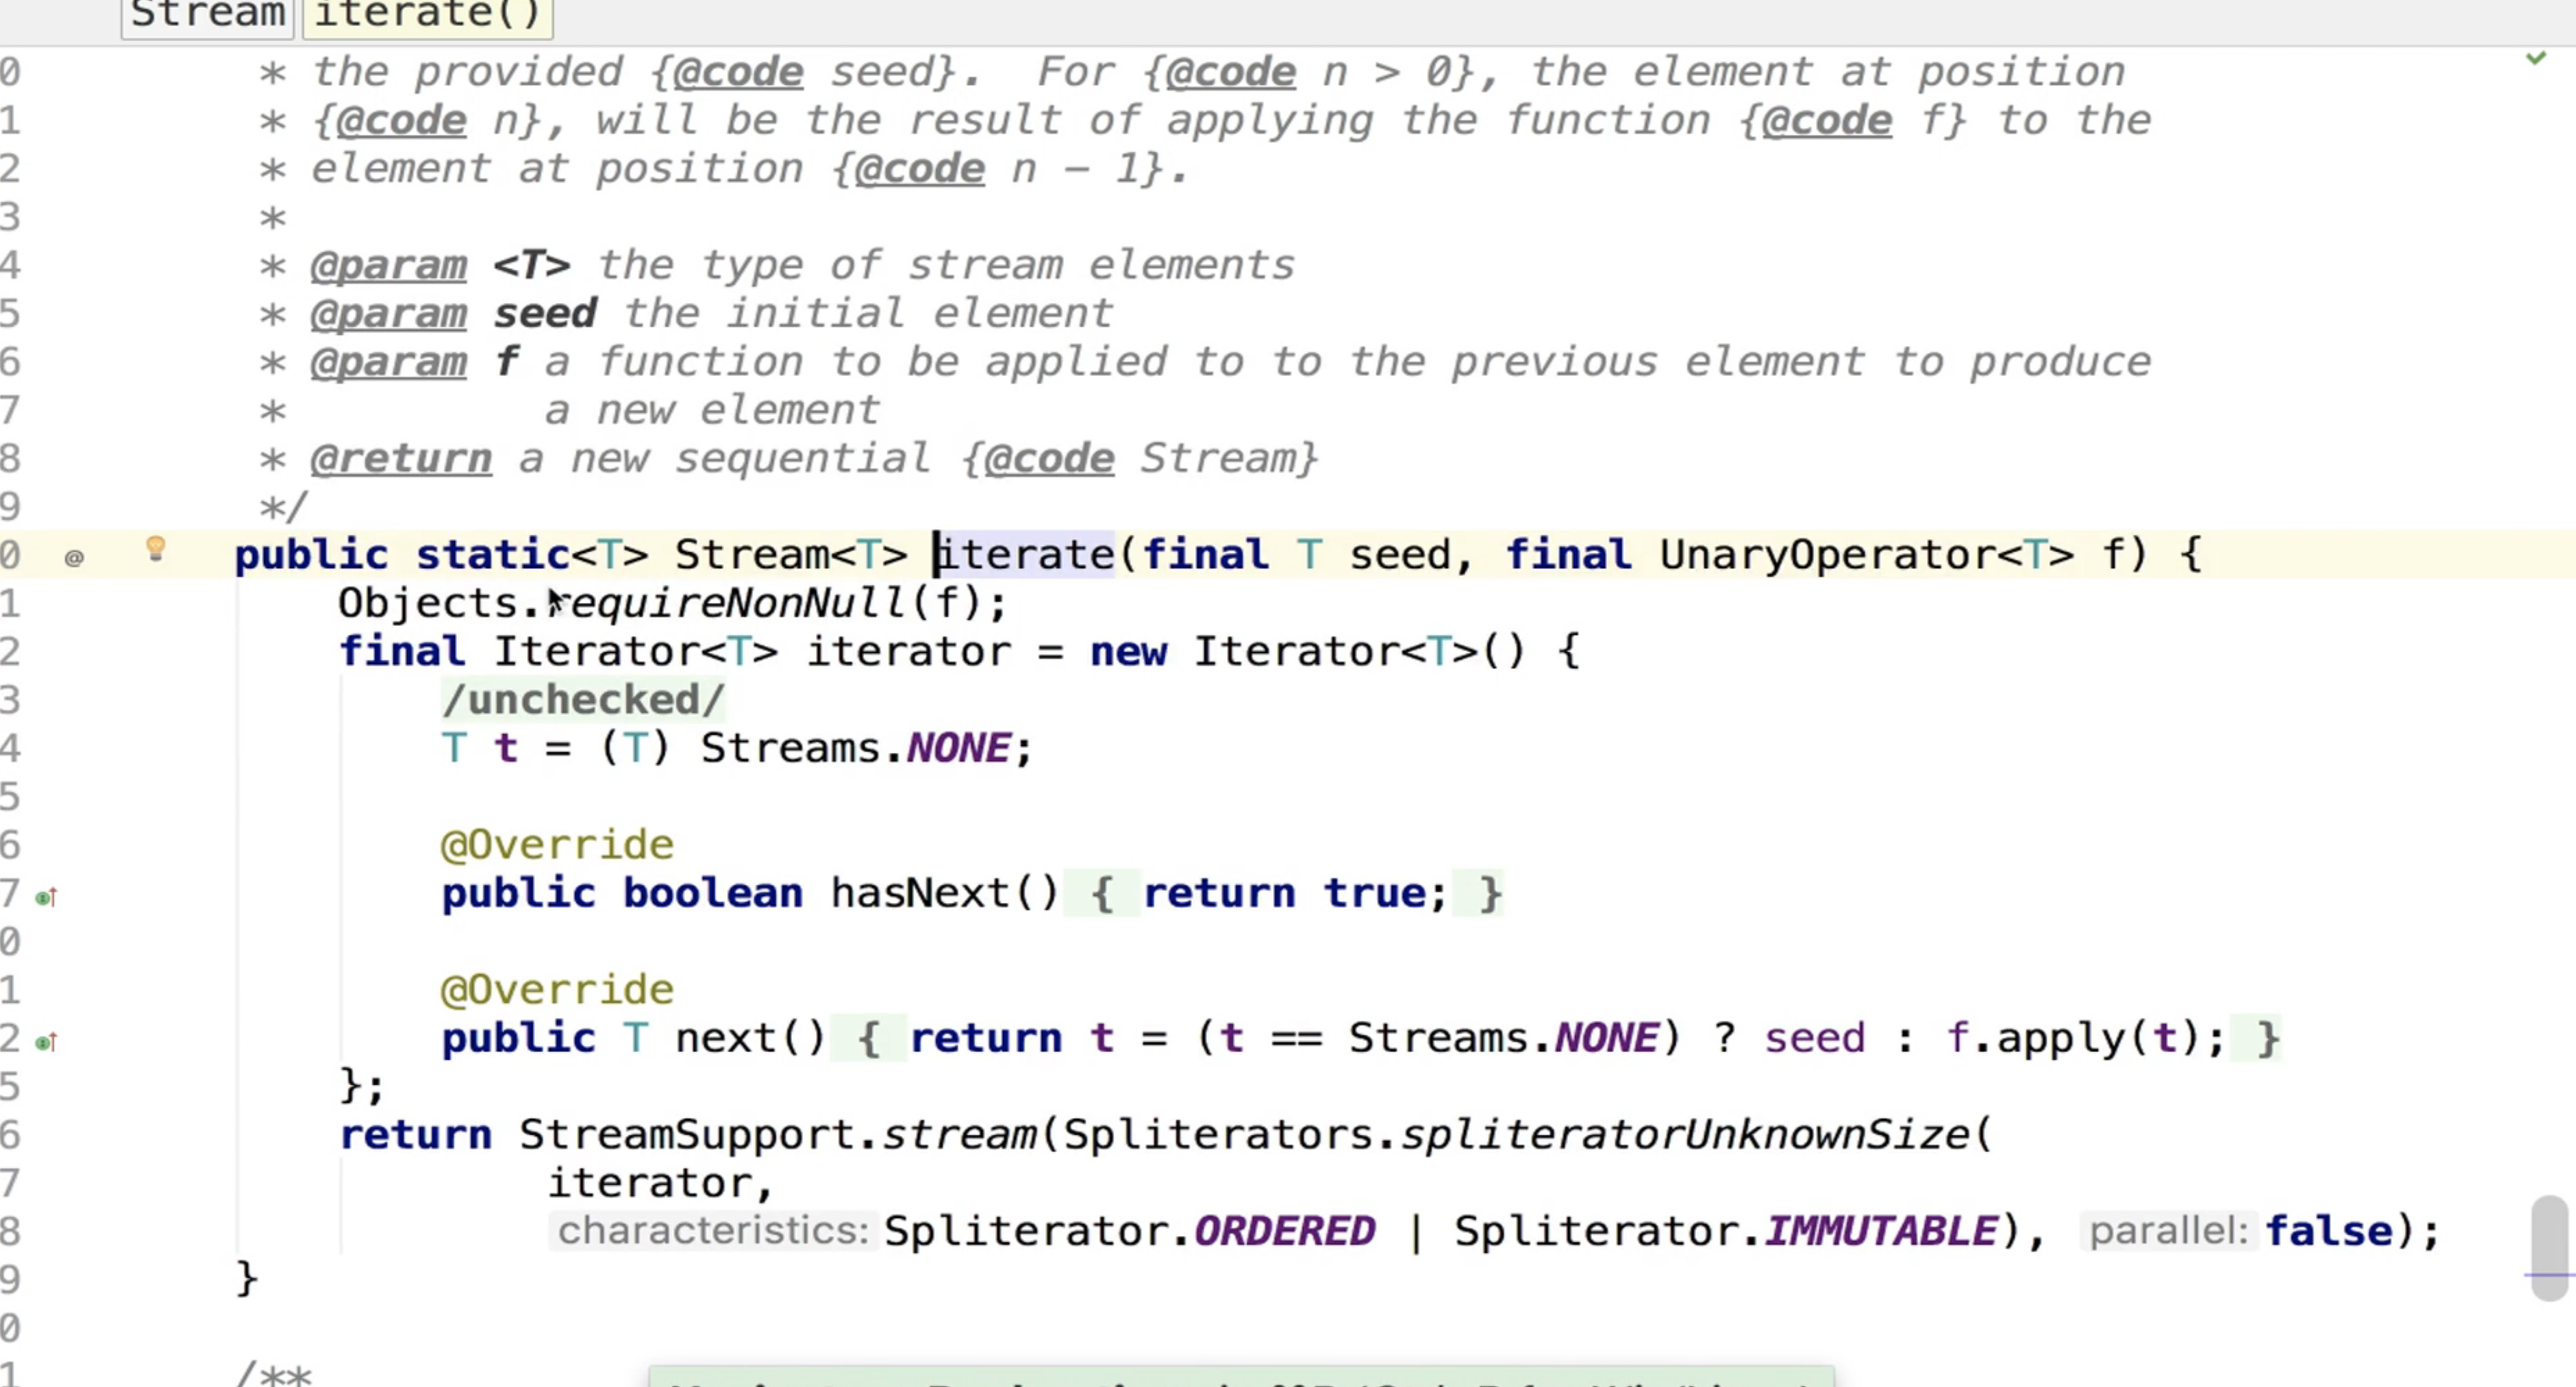 Stream iterate()
0 * the provided {@code seed}.  For {@code n > 0}, the element at position
1 * {@code n}, will be the result of applying the function {@code f} to the
2 * element at position {@code n - 1}.
3 *
4 * @param <T> the type of stream elements
5 * @param seed the initial element
6 * @param f a function to be applied to to the previous element to produce
7 *          a new element
8 * @return a new sequential {@code Stream}
9 */
0 @ public static<T> Stream<T> iterate(final T seed, final UnaryOperator<T> f) {
1 Objects.requireNonNull(f);
2 final Iterator<T> iterator = new Iterator<T>() {
3 /unchecked/
4 T t = (T) Streams.NONE;
5
6 @Override
7 public boolean hasNext() { return true; }
0
1 @Override
2 public T next() { return t = (t == Streams.NONE) ? seed : f.apply(t); }
5 };
6 return StreamSupport.stream(Spliterators.spliteratorUnknownSize(
7 iterator,
8 characteristics: Spliterator.ORDERED | Spliterator.IMMUTABLE), parallel: false);
9 }
0
1 /**